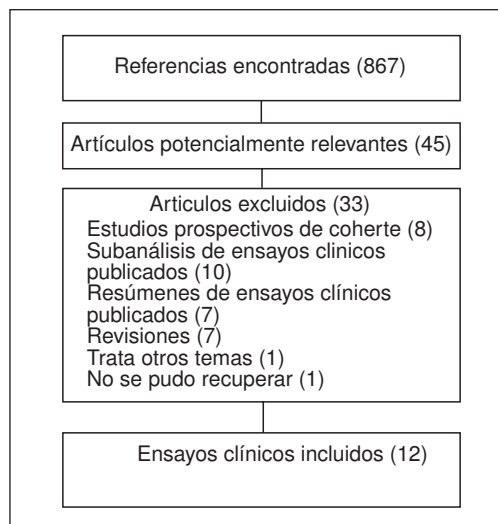 Referencias encontradas (867)
Artículos potencialmente relevantes (45)
Articulos excluidos (33)
Estudios prospectivos de coherte (8)
Subanálisis de ensayos clinicos
publicados (10)
Resúmenes de ensayos clínicos
publicados (7)
Revisiones (7)
Trata otros temas (1)
No se pudo recuperar (1)
Ensayos clínicos incluidos (12)